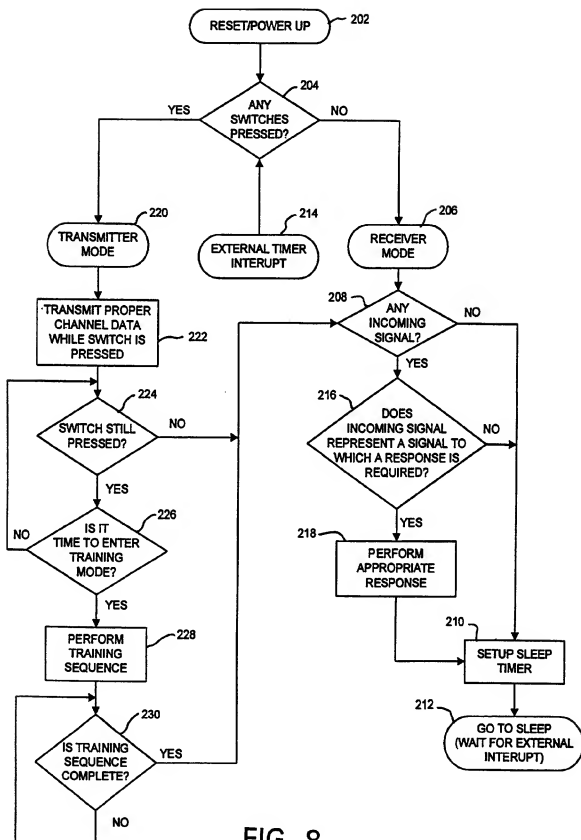 RESET/POWER UP
202
204
YES
ANY
SWITCHES
PRESSED?
NO
220
TRANSMITTER
MODE
214
EXTERNAL TIMER
INTERUPT
206
RECEIVER
MODE
TRANSMIT PROPER
CHANNEL DATA
WHILE SWITCH IS
PRESSED
222
208
ANY
INCOMING
SIGNAL?
NO
YES
224
SWITCH STILL
PRESSED?
NO
YES
216
DOES
INCOMING SIGNAL
REPRESENT A SIGNAL TO
WHICH A RESPONSE IS
REQUIRED?
NO
YES
226
NO
IS IT
TIME TO ENTER
TRAINING
MODE?
YES
218
PERFORM
APPROPRIATE
RESPONSE
PERFORM
TRAINING
SEQUENCE
228
210
SETUP SLEEP
TIMER
230
IS TRAINING
SEQUENCE
COMPLETE?
YES
NO
212
GO TO SLEEP
(WAIT FOR EXTERNAL
INTERUPT)
FIG. 8